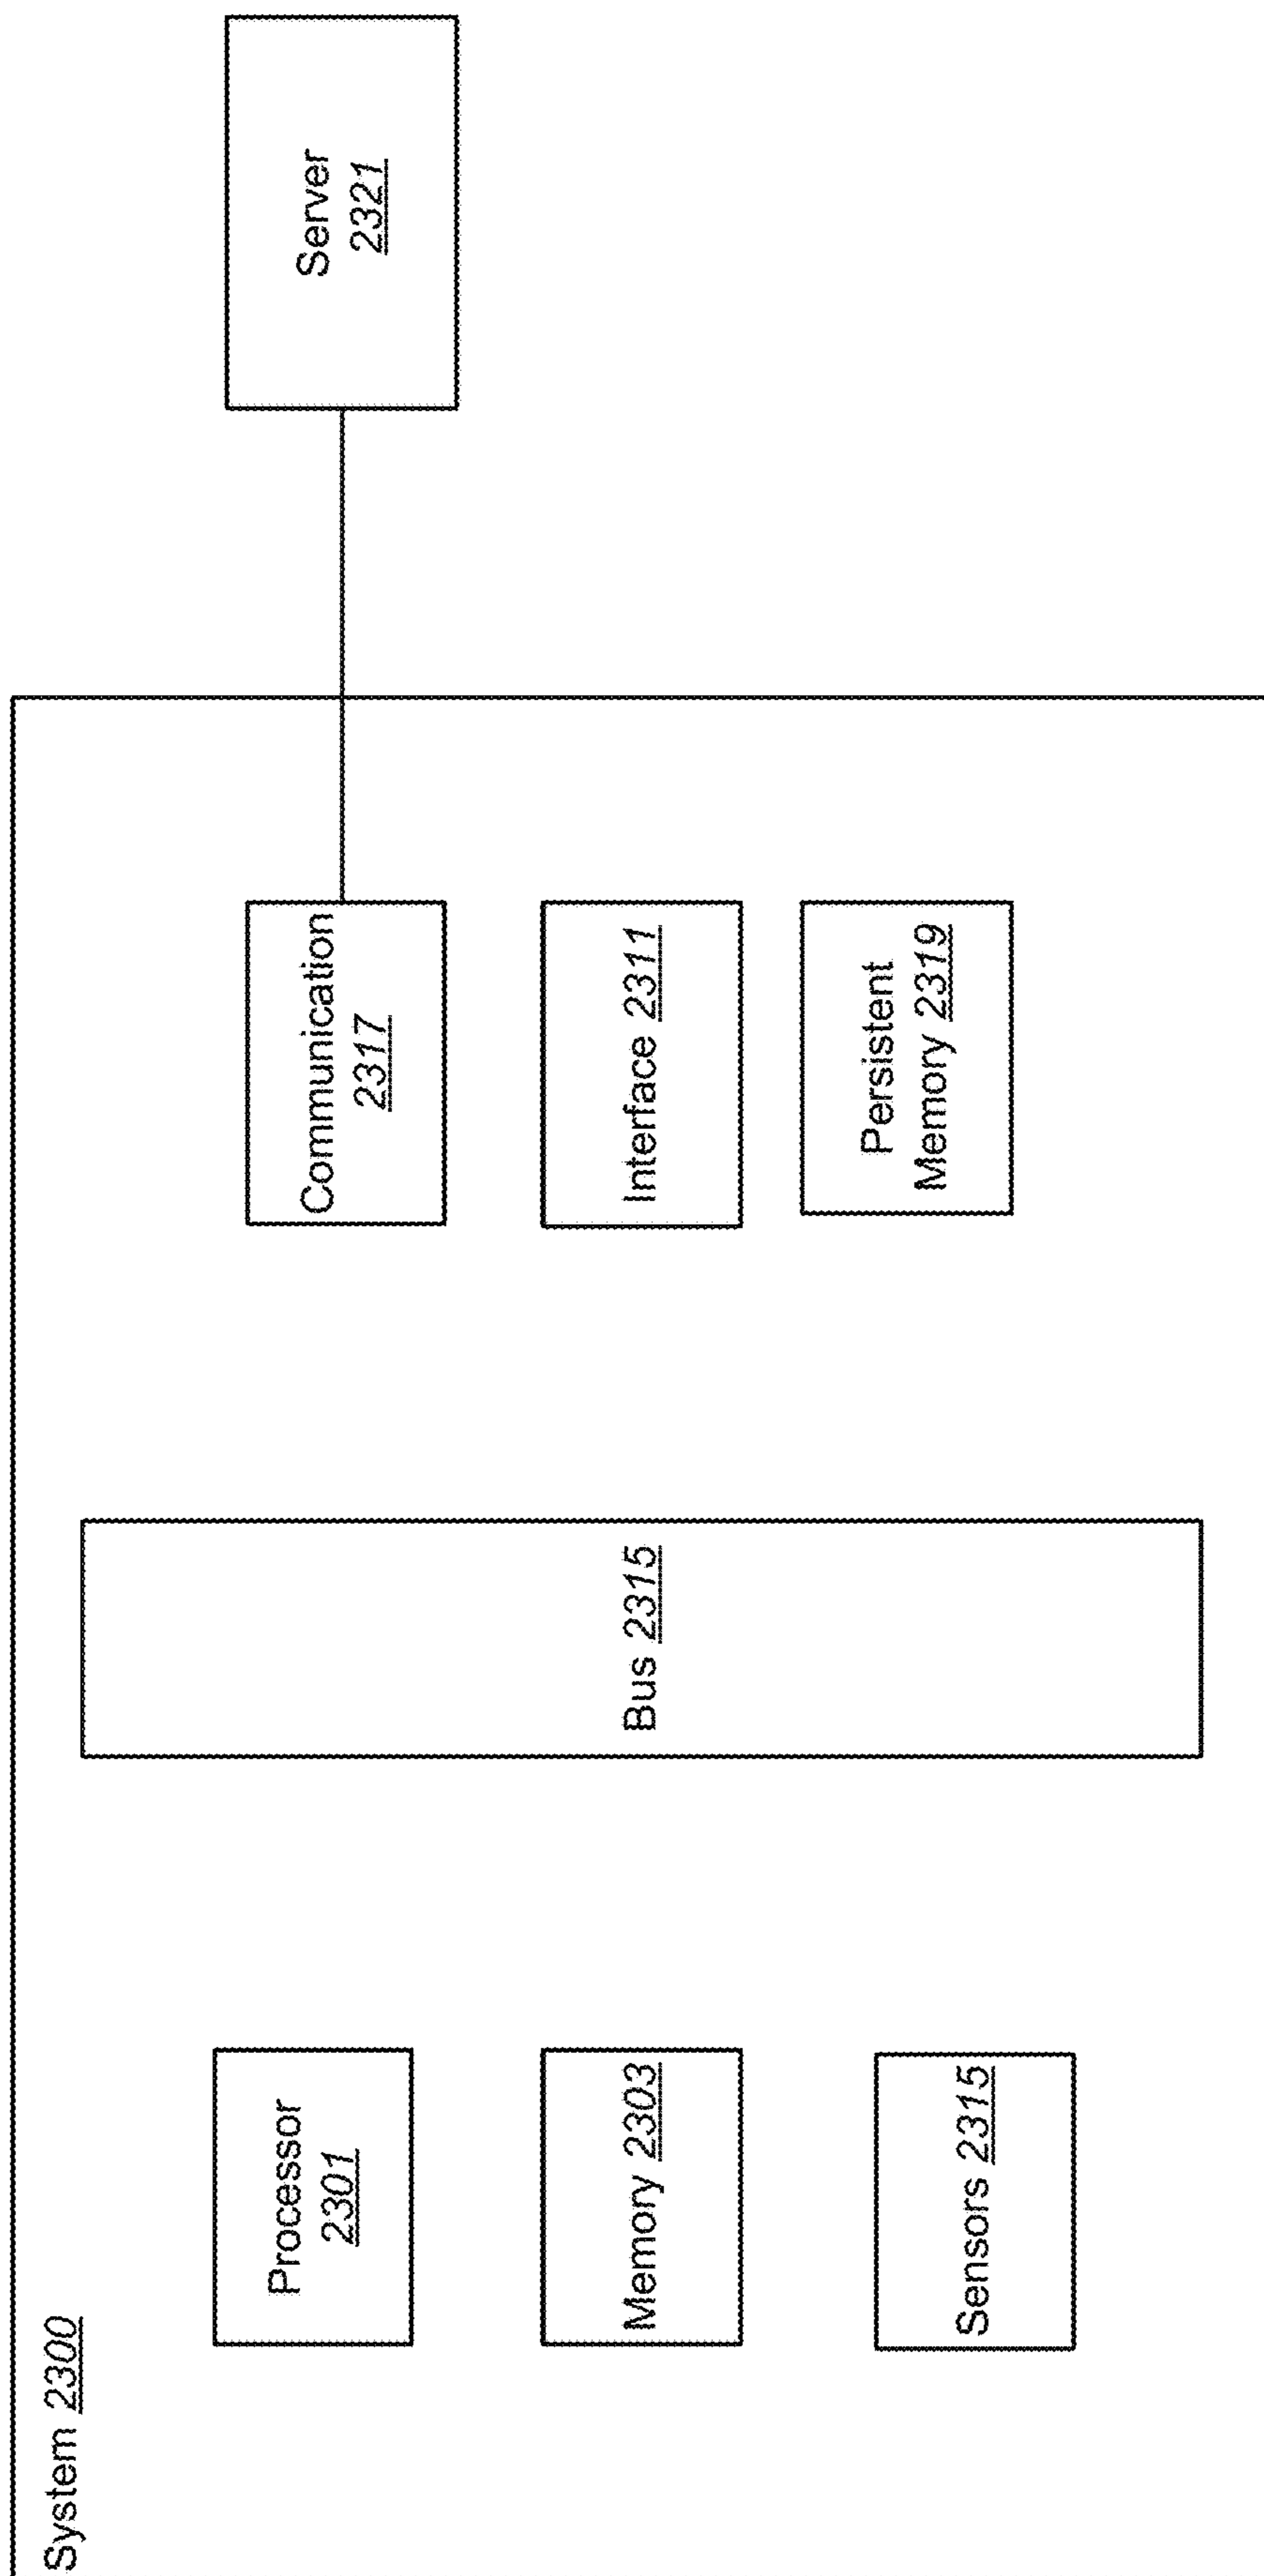 System 2300
Processor
2301
Memory 2303
Sensors 2315
Bus 2315
Communication
2317
Interface 2311
Persistent
Memory 2319
Server
2321